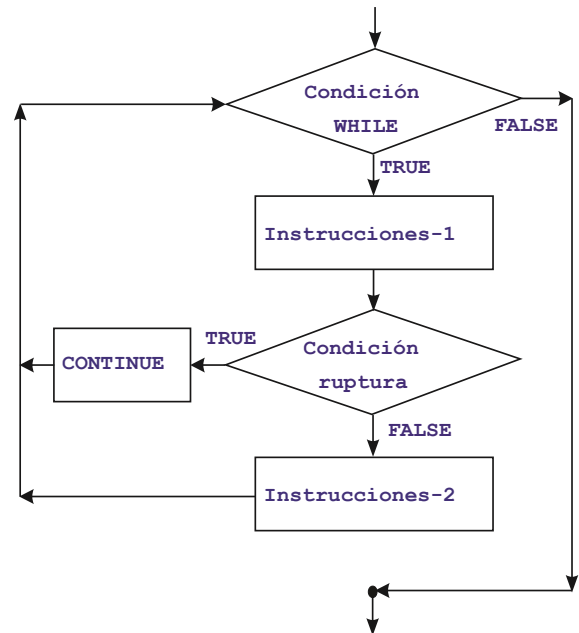 Condición
WHILE
FALSE
TRUE
Instrucciones-1
TRUE
Condición
ruptura
CONTINUE
FALSE
Instrucciones-2